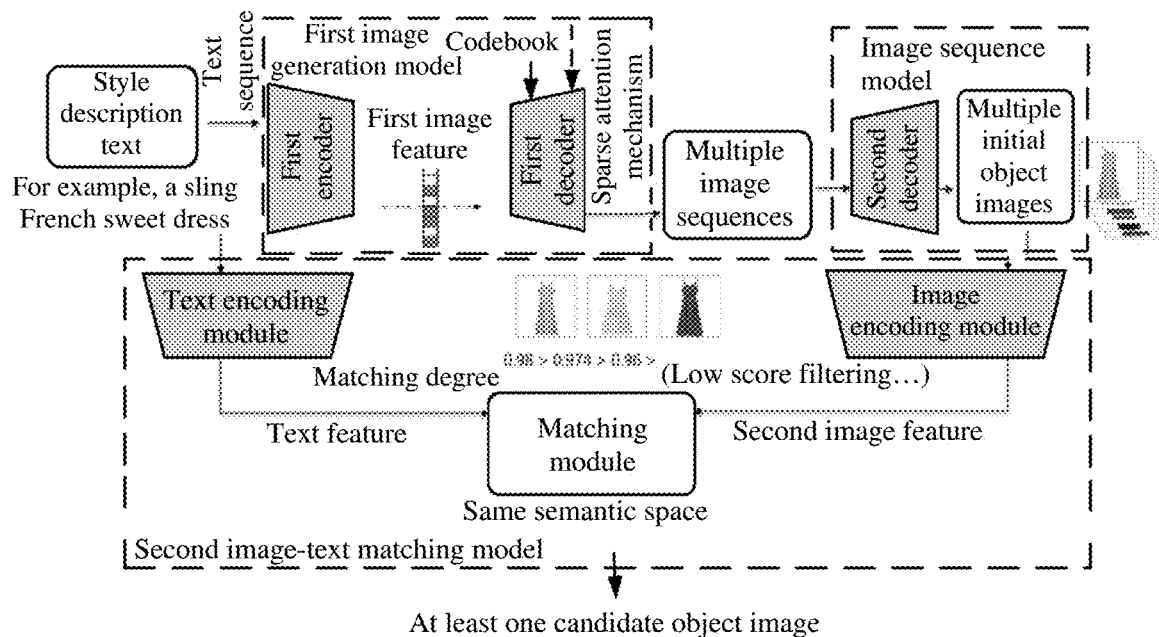 Style
description
text
For example, a sling
French sweet dress
Text
sequence
First image
generation model
Codebook
First
encoder
First image
feature
First
decoder
Sparse attention
mechanism
Multiple
image
sequences
Image sequence
model
Second
decoder
Multiple
initial
object
images
Text encoding
module
Image
encoding module
0.98 > 0.974 > 0.96 >
Matching degree
(Low score filtering…)
Text feature
Matching
module
Second image feature
Same semantic space
Second image-text matching model
At least one candidate object image